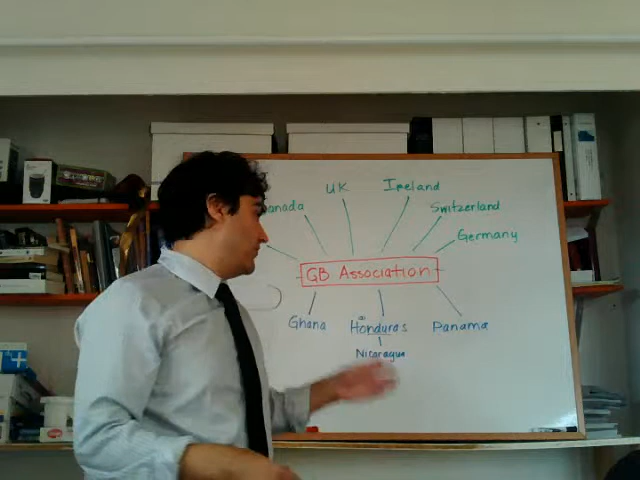 UK
Ireland
anada
Switzerland
Germany
GB Association
Ghana
Honduras
Panama
Nicaragua